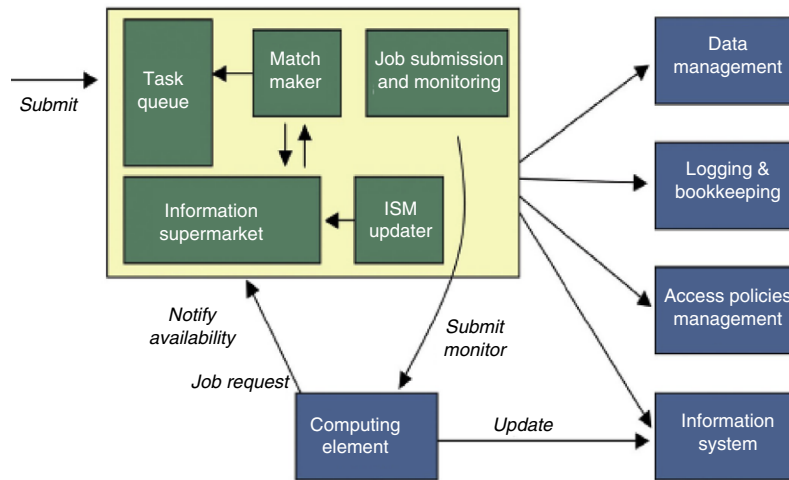 Submit
Task
queue
Match
maker
Job submission
and monitoring
Information
supermarket
ISM
updater
Notify
availability
Job request
Submit
monitor
Computing
element
Update
Data
management
Logging &
bookkeeping
Access policies
management
Information
system